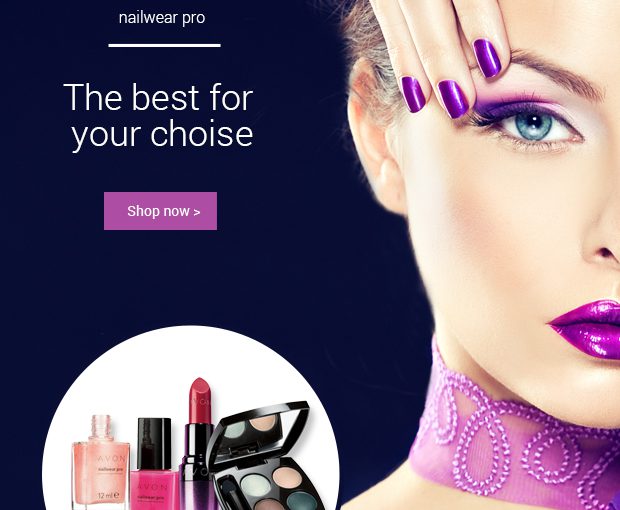 nailwear pro
The best for
your choise
Shop now >
AVON
nailwear pro
12 ml e
AVON
nailwear pro